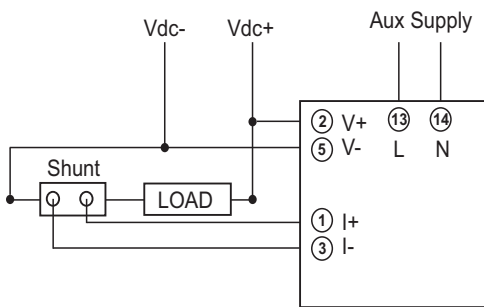 Vdc- Vdc+ Aux Supply
2 V+ 13 14
5 V- L N
Shunt
LOAD
1 I+
3 I-